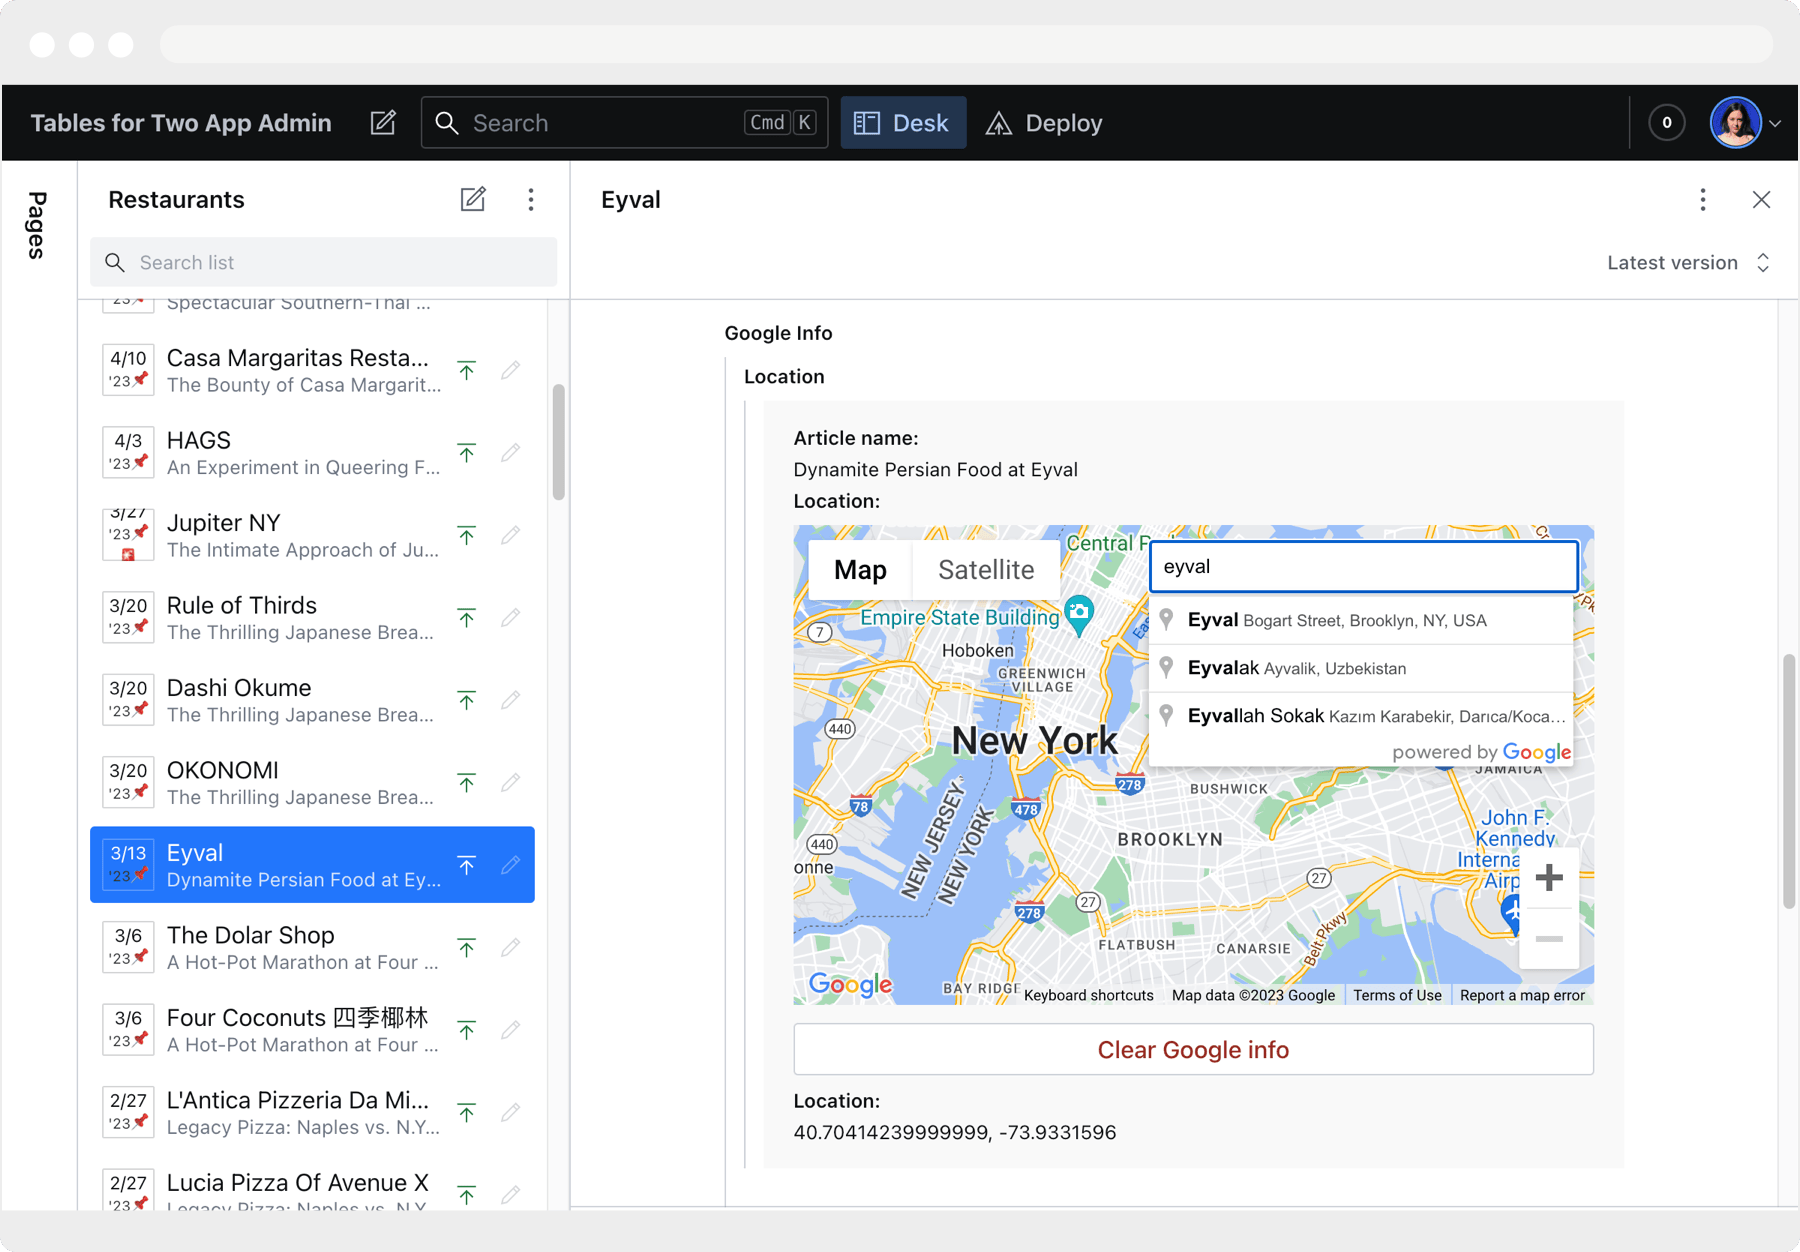 Tables for Two App Admin
Search
Cmd K
Desk
Deploy
0
Pages
Restaurants
Search list
'23
Spectacular Southern-Thai ...
4/10
'23
Casa Margaritas Resta...
The Bounty of Casa Margarit...
4/3
'23
HAGS
An Experiment in Queering F...
3/27
'23
Jupiter NY
The Intimate Approach of Ju...
3/20
'23
Rule of Thirds
The Thrilling Japanese Brea...
3/20
'23
Dashi Okume
The Thrilling Japanese Brea...
3/20
'23
OKONOMI
The Thrilling Japanese Brea...
3/13
'23
Eyval
Dynamite Persian Food at Ey...
3/6
'23
The Dolar Shop
A Hot-Pot Marathon at Four ...
3/6
'23
Four Coconuts 四季椰林
A Hot-Pot Marathon at Four ...
2/27
'23
L'Antica Pizzeria Da Mi...
Legacy Pizza: Naples vs. N.Y...
2/27
'23
Lucia Pizza Of Avenue X
Legacy Pizza: Naples vs. N.Y
Eyval
Latest version
Google Info
Location
Article name:
Dynamite Persian Food at Eyval
Location:
Map
Satellite
Central P
eyval
Eyval Bogart Street, Brooklyn, NY, USA
Eyvalak Ayvalik, Uzbekistan
Eyvallah Sokak Kazım Karabekir, Darıca/Koca...
powered by Google
Empire State Building
7
Hoboken
GREENWICH
VILLAGE
440
New York
JAMAICA
278
BUSHWICK
78
478
NEW JERSEY
NEW YORK
BROOKLYN
John F.
Kennedy
Interna
Airp
440
onne
27
27
278
FLATBUSH
CANARSIE
Belt Pkwy
BAY RIDGE
Google
Keyboard shortcuts
Map data ©2023 Google
Terms of Use
Report a map error
Clear Google info
Location:
40.70414239999999, -73.9331596